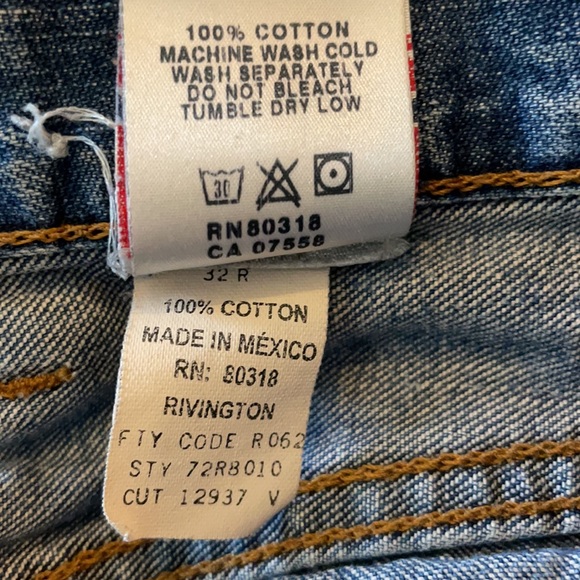 100% COTTON
MACHINE WASH COLD
WASH SEPARATELY
DO NOT BLEACH
TUMBLE DRY LOW
30
RN80318
CA 07558
32 R
100% COTTON
MADE IN MÉXICO
RN: 80318
RIVINGTON
FTY CODE R062
STY 72R8010
CUT 12937 V